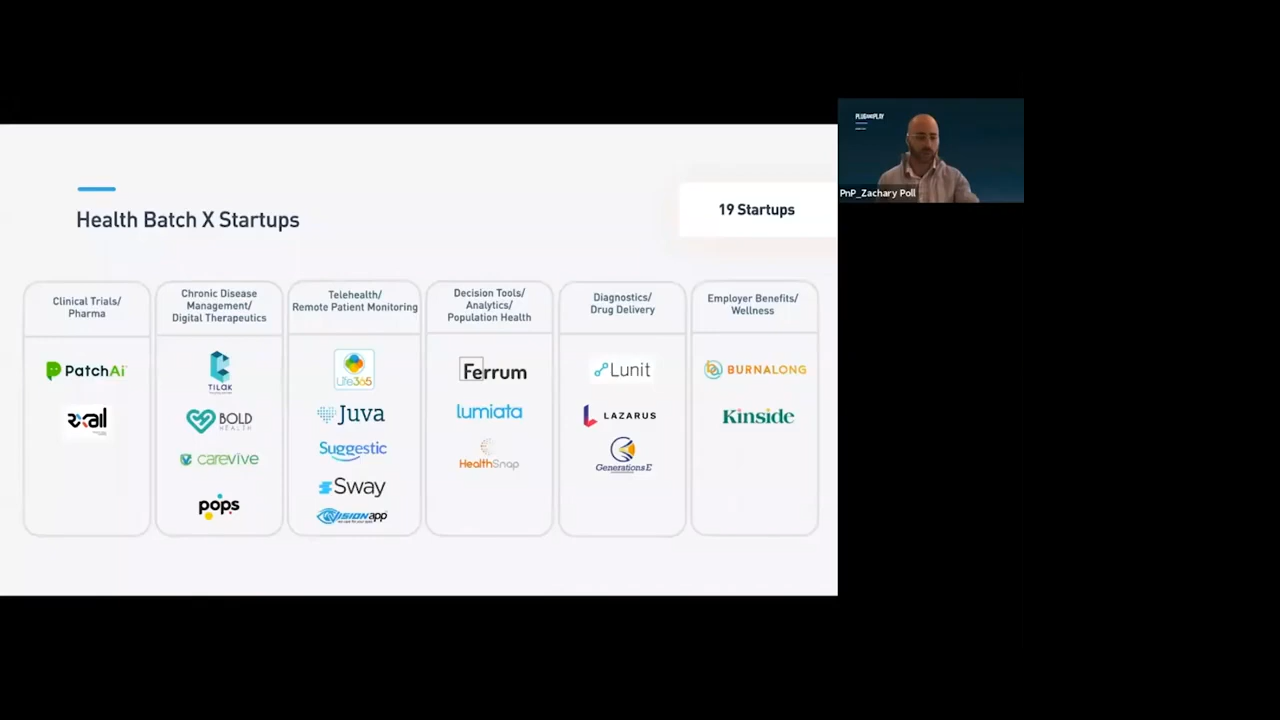 PLUGANDPLAY
PnP_Zachary Poll
Health Batch X Startups
19 Startups
Clinical Trials/
Pharma
PatchAi
Chronic Disease
Management/
Digital Therapeutics
TILAK
BOLD
HEALTH
carevive
pops
Telehealth/
Remote Patient Monitoring
Life365
Juva
Suggestic
Sway
VISIONapp
Decision Tools/
Analytics/
Population Health
Ferrum
lumiata
HealthSnap
Diagnostics/
Drug Delivery
Lunit
LAZARUS
GenerationsE
Employer Benefits/
Wellness
BURNALONG
Kinside